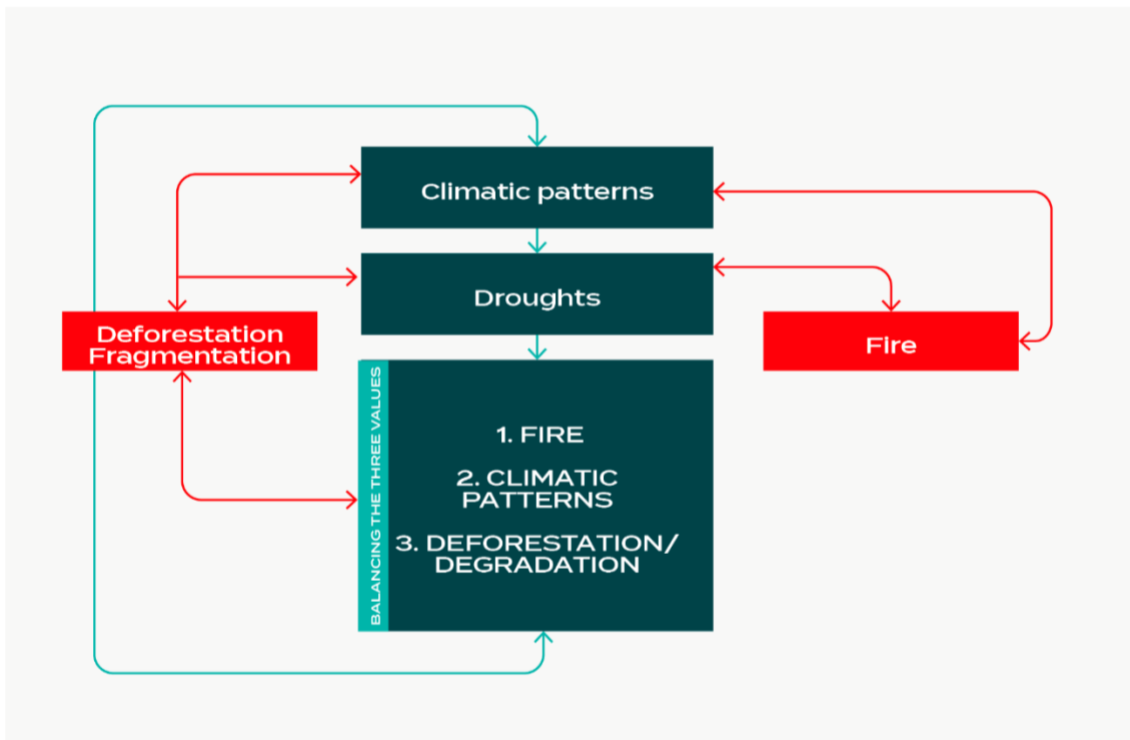 Climatic patterns
Droughts
Deforestation
Fragmentation
Fire
BALANCING THE THREE VALUES
1. FIRE
2. CLIMATIC
PATTERNS
3. DEFORESTATION/
DEGRADATION